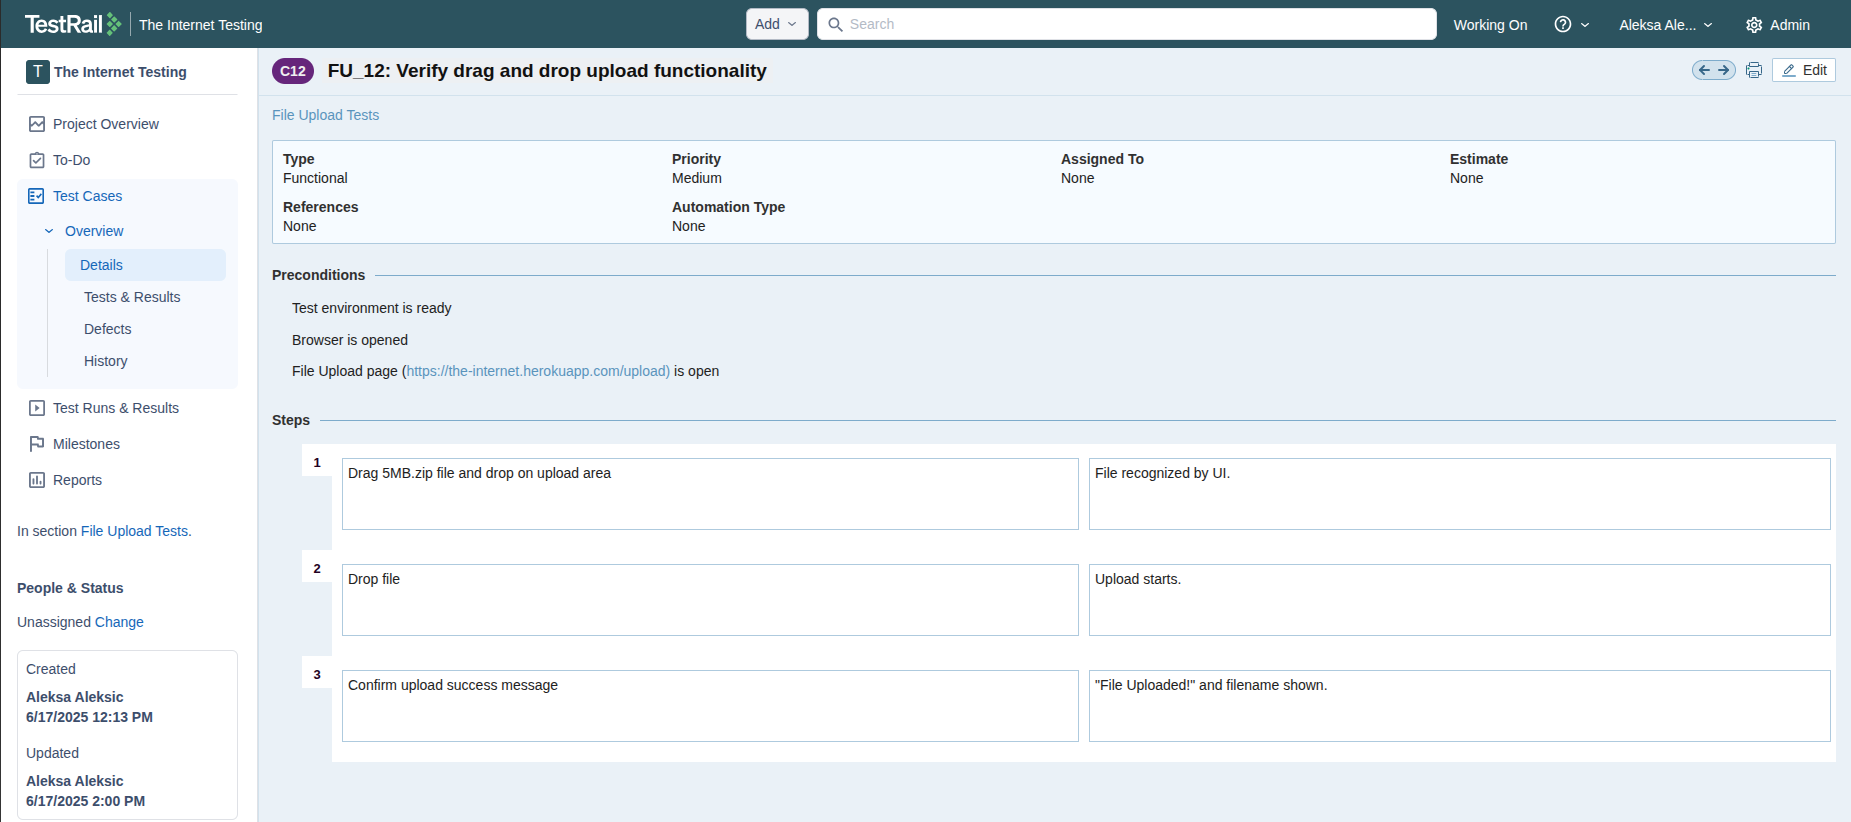 TestRail The Internet Testing Add Search Working On Aleksa Ale... Admin
T The Internet Testing
Project Overview
To-Do
Test Cases
Overview
Details
Tests & Results
Defects
History
Test Runs & Results
Milestones
Reports
In section File Upload Tests.
People & Status
Unassigned Change
Created
Aleksa Aleksic
6/17/2025 12:13 PM
Updated
Aleksa Aleksic
6/17/2025 2:00 PM
C12 FU_12: Verify drag and drop upload functionality Edit
File Upload Tests
Type Priority Assigned To Estimate
Functional Medium None None
References Automation Type
None None
Preconditions
Test environment is ready
Browser is opened
File Upload page (https://the-internet.herokuapp.com/upload) is open
Steps
1 Drag 5MB.zip file and drop on upload area File recognized by UI.
2 Drop file Upload starts.
3 Confirm upload success message "File Uploaded!" and filename shown.